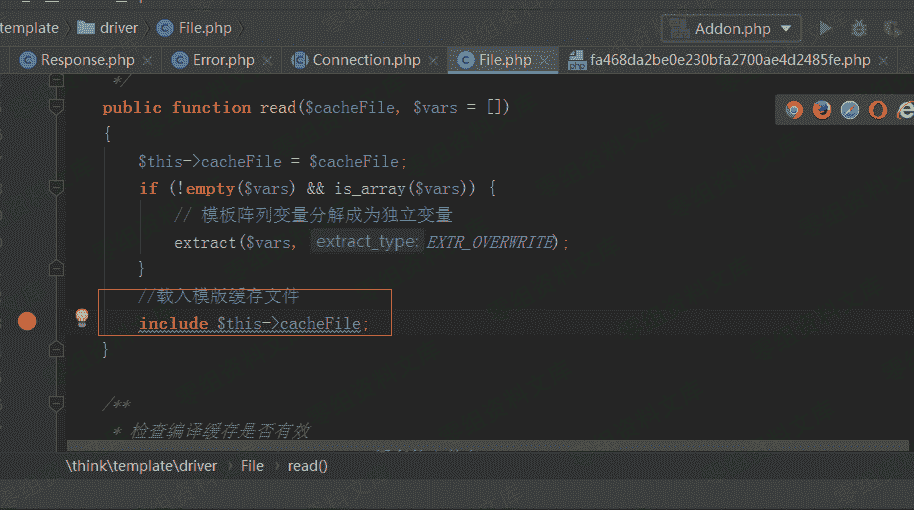 template driver File.php Addon.php
Response.php Error.php Connection.php File.php fa468da2be0e230bfa2700ae4d2485fe.php
*/
public function read($cacheFile, $vars = [])
{
$this->cacheFile = $cacheFile;
if (!empty($vars) && is_array($vars)) {
// 模板阵列变量分解成为独立变量
extract($vars, extract_type: EXTR_OVERWRITE);
}
//载入模版缓存文件
include $this->cacheFile;
}
/**
* 检查编译缓存是否有效
\think\template\driver File read()